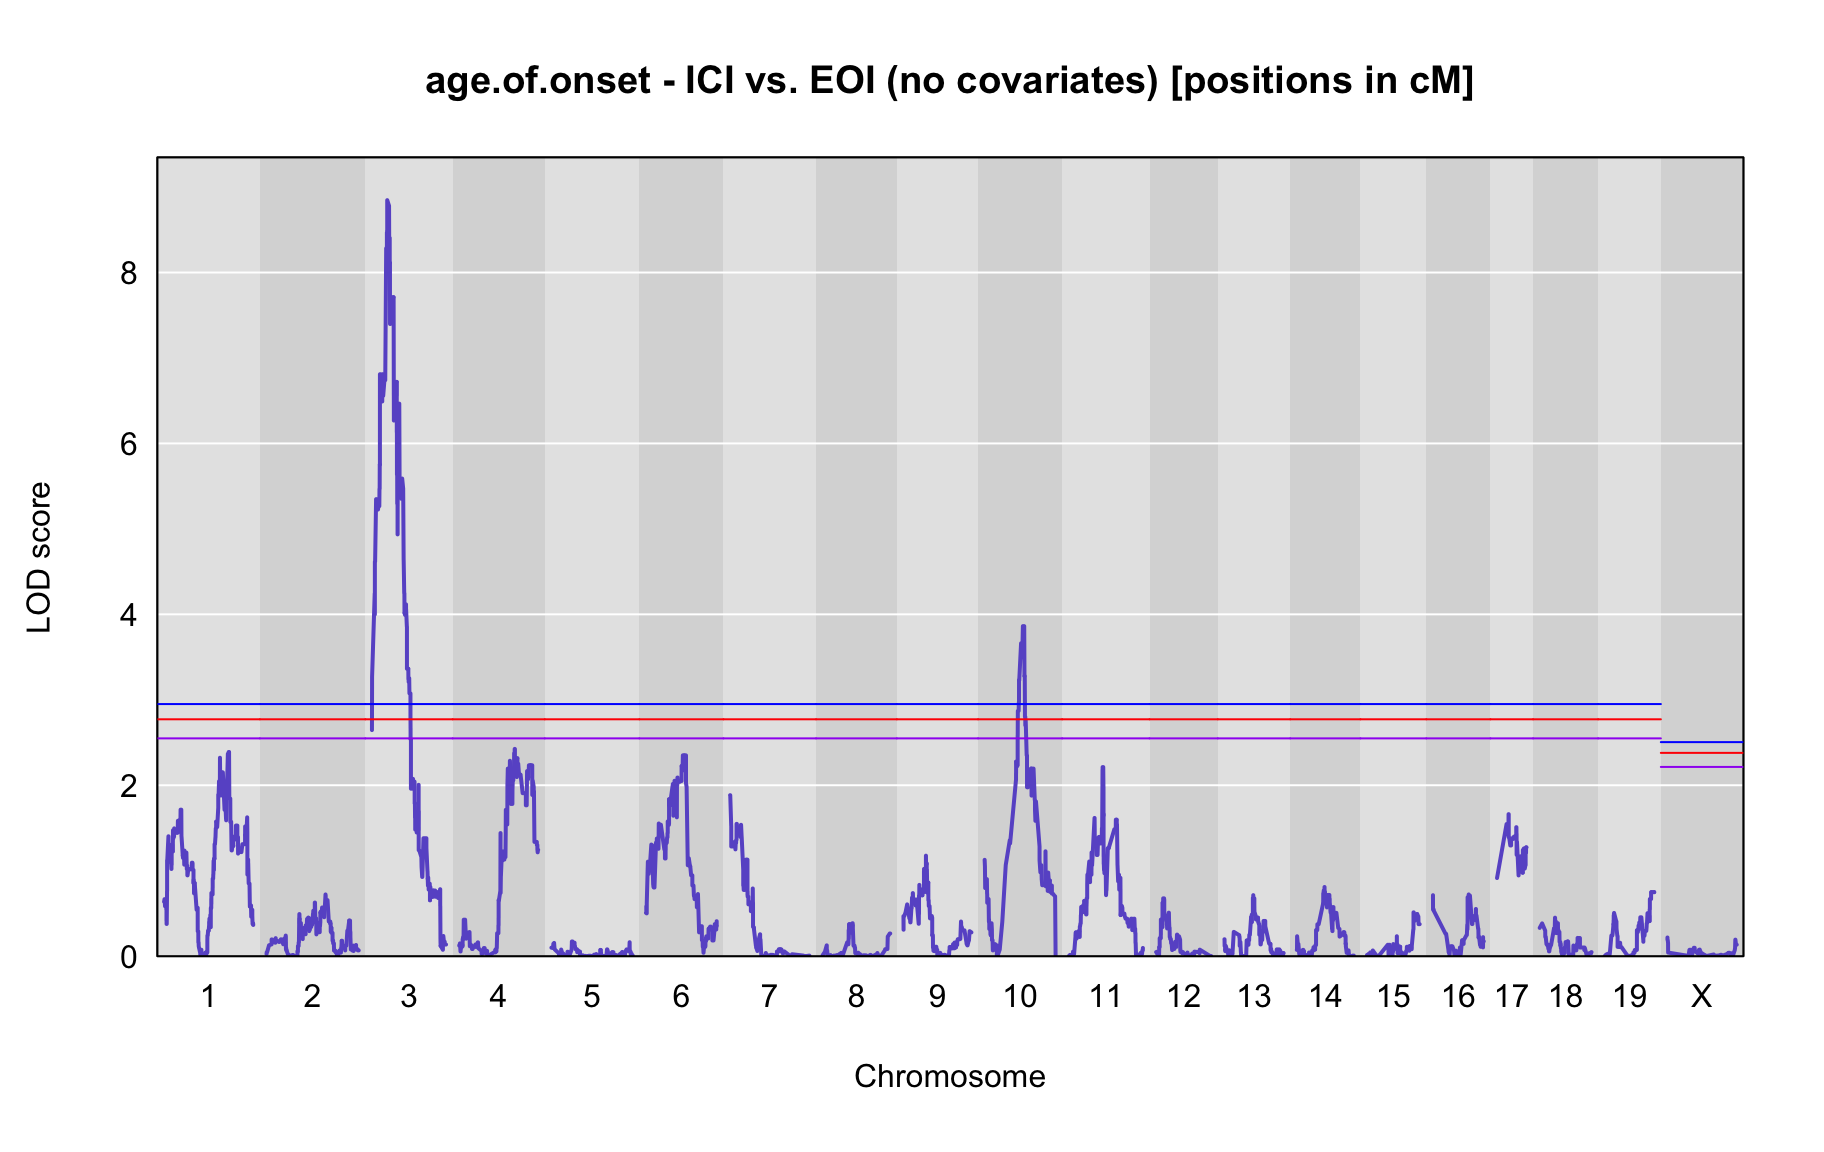 age.of.onset - ICI vs. EOI (no covariates) [positions in cM]
LOD score
8
6
4
2
0
1 2 3 4 5 6 7 8 9 10 11 12 13 14 15 16 17 18 19 X
Chromosome